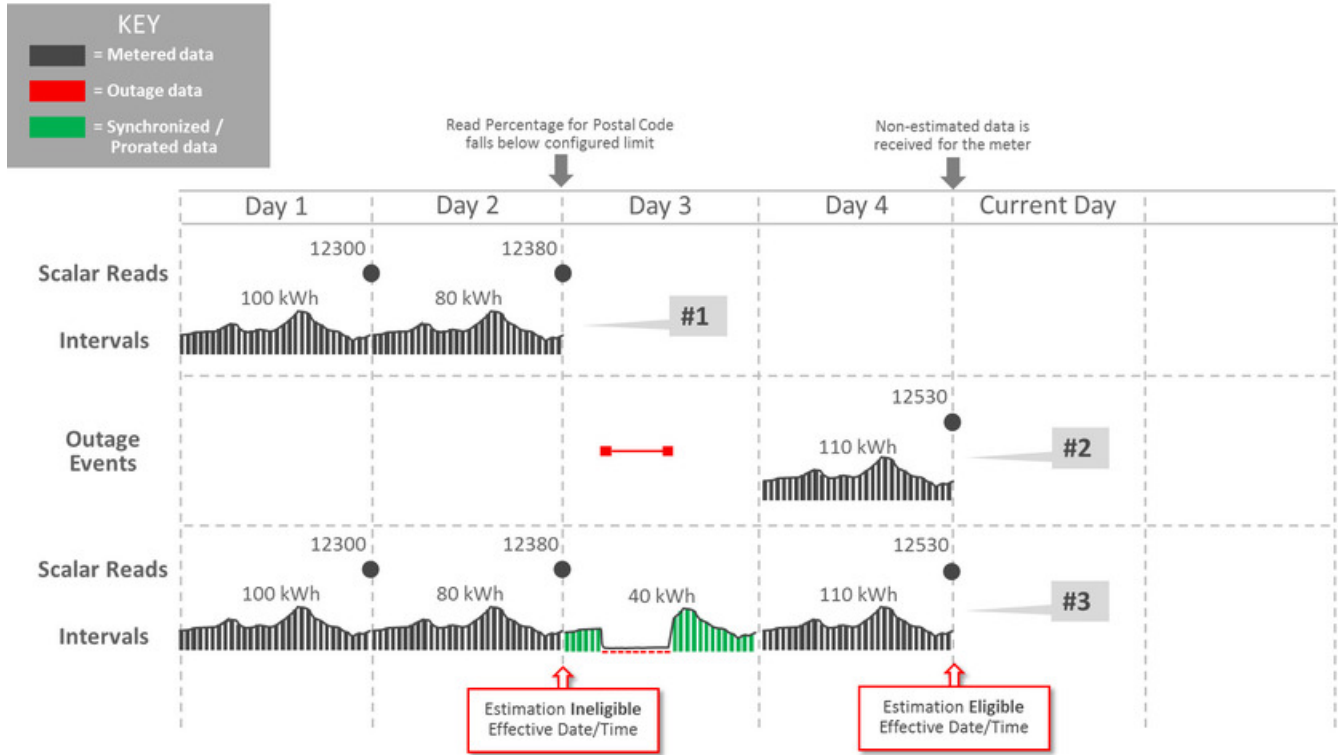 KEY
= Metered data
= Outage data
= Synchronized /
Prorated data
Read Percentage for Postal Code
falls below configured limit
Non-estimated data is
received for the meter
Day 1 Day 2 Day 3 Day 4 Current Day
12300 12380
Scalar Reads
100 kWh 80 kWh
#1
Intervals
12530
Outage
Events
110 kWh
#2
12300 12380 12530
Scalar Reads
100 kWh 80 kWh 40 kWh 110 kWh
#3
Intervals
Estimation Ineligible
Effective Date/Time
Estimation Eligible
Effective Date/Time